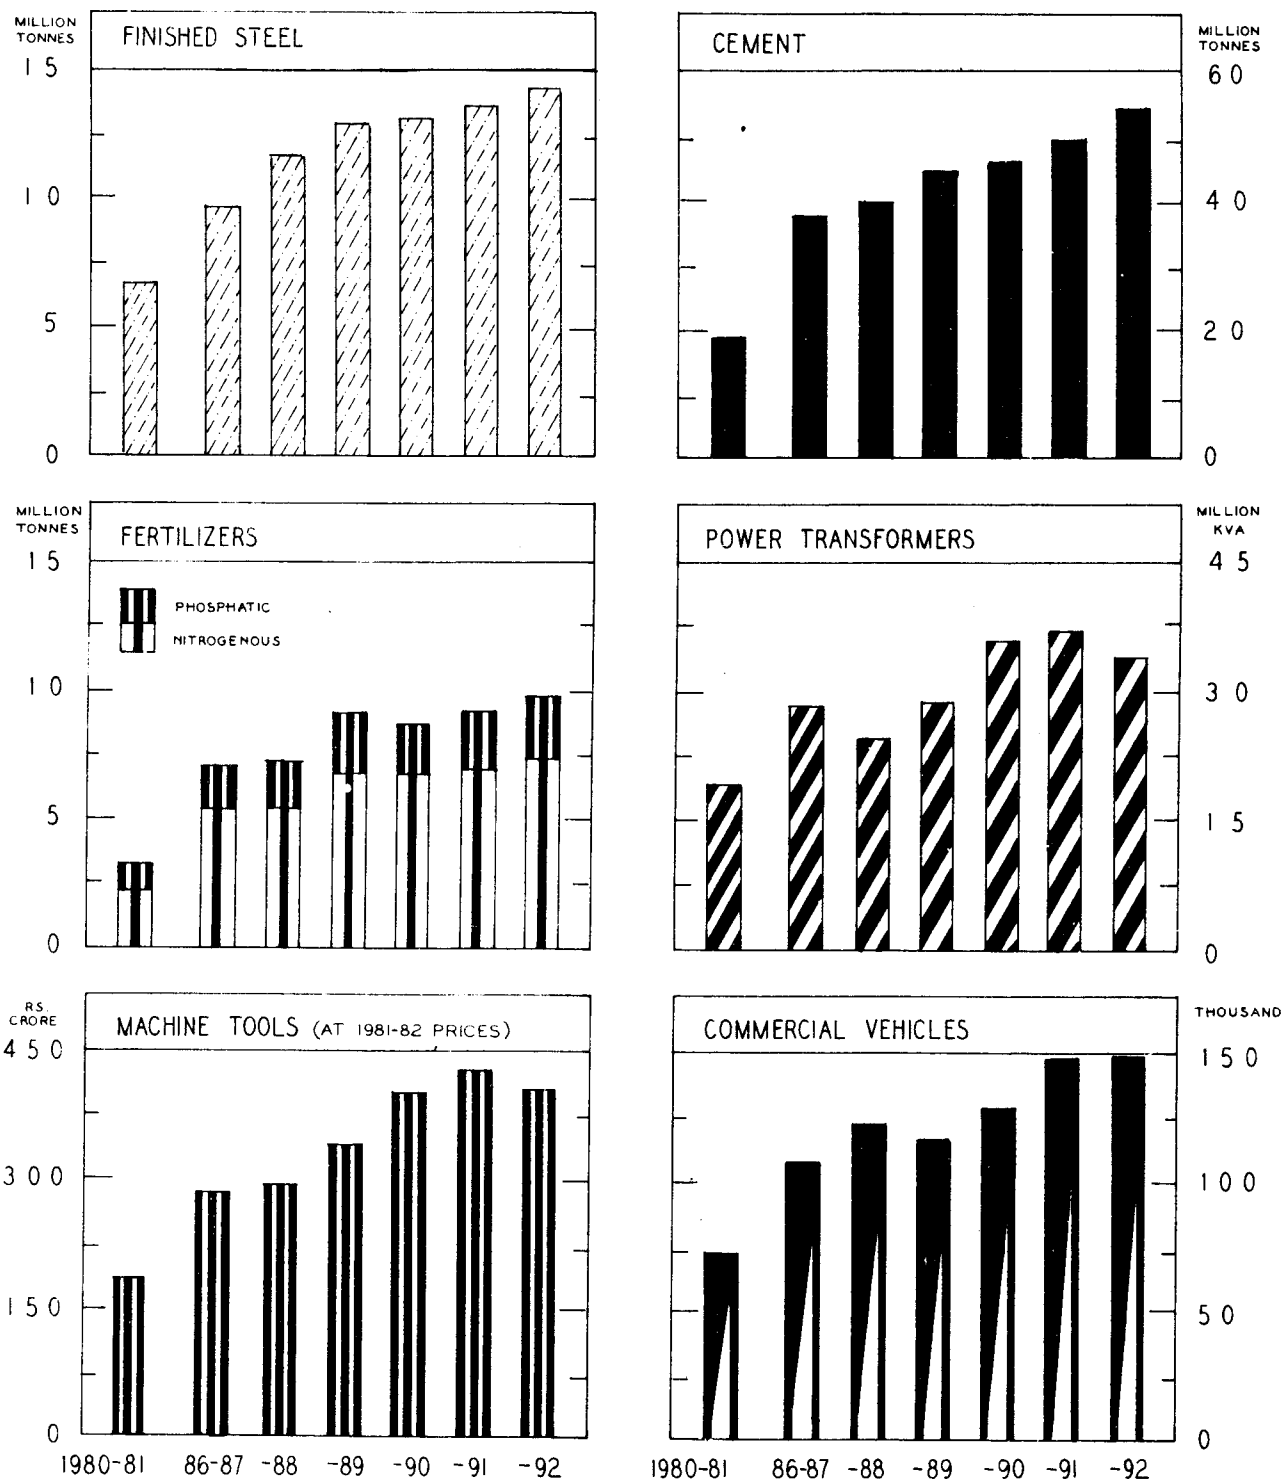 MILLION
TONNES
FINISHED STEEL
15
10
5
0
CEMENT
MILLION
TONNES
60
40
20
0
MILLION
TONNES
FERTILIZERS
15
PHOSPHATIC
NITROGENOUS
10
5
0
POWER TRANSFORMERS
MILLION
KVA
45
30
15
0
RS.
CRORE
MACHINE TOOLS (AT 1981-82 PRICES)
450
300
150
0
1980-81 86-87 -88 -89 -90 -91 -92
COMMERCIAL VEHICLES
THOUSAND
150
100
50
0
1980-81 86-87 -88 -89 -90 -91 -92